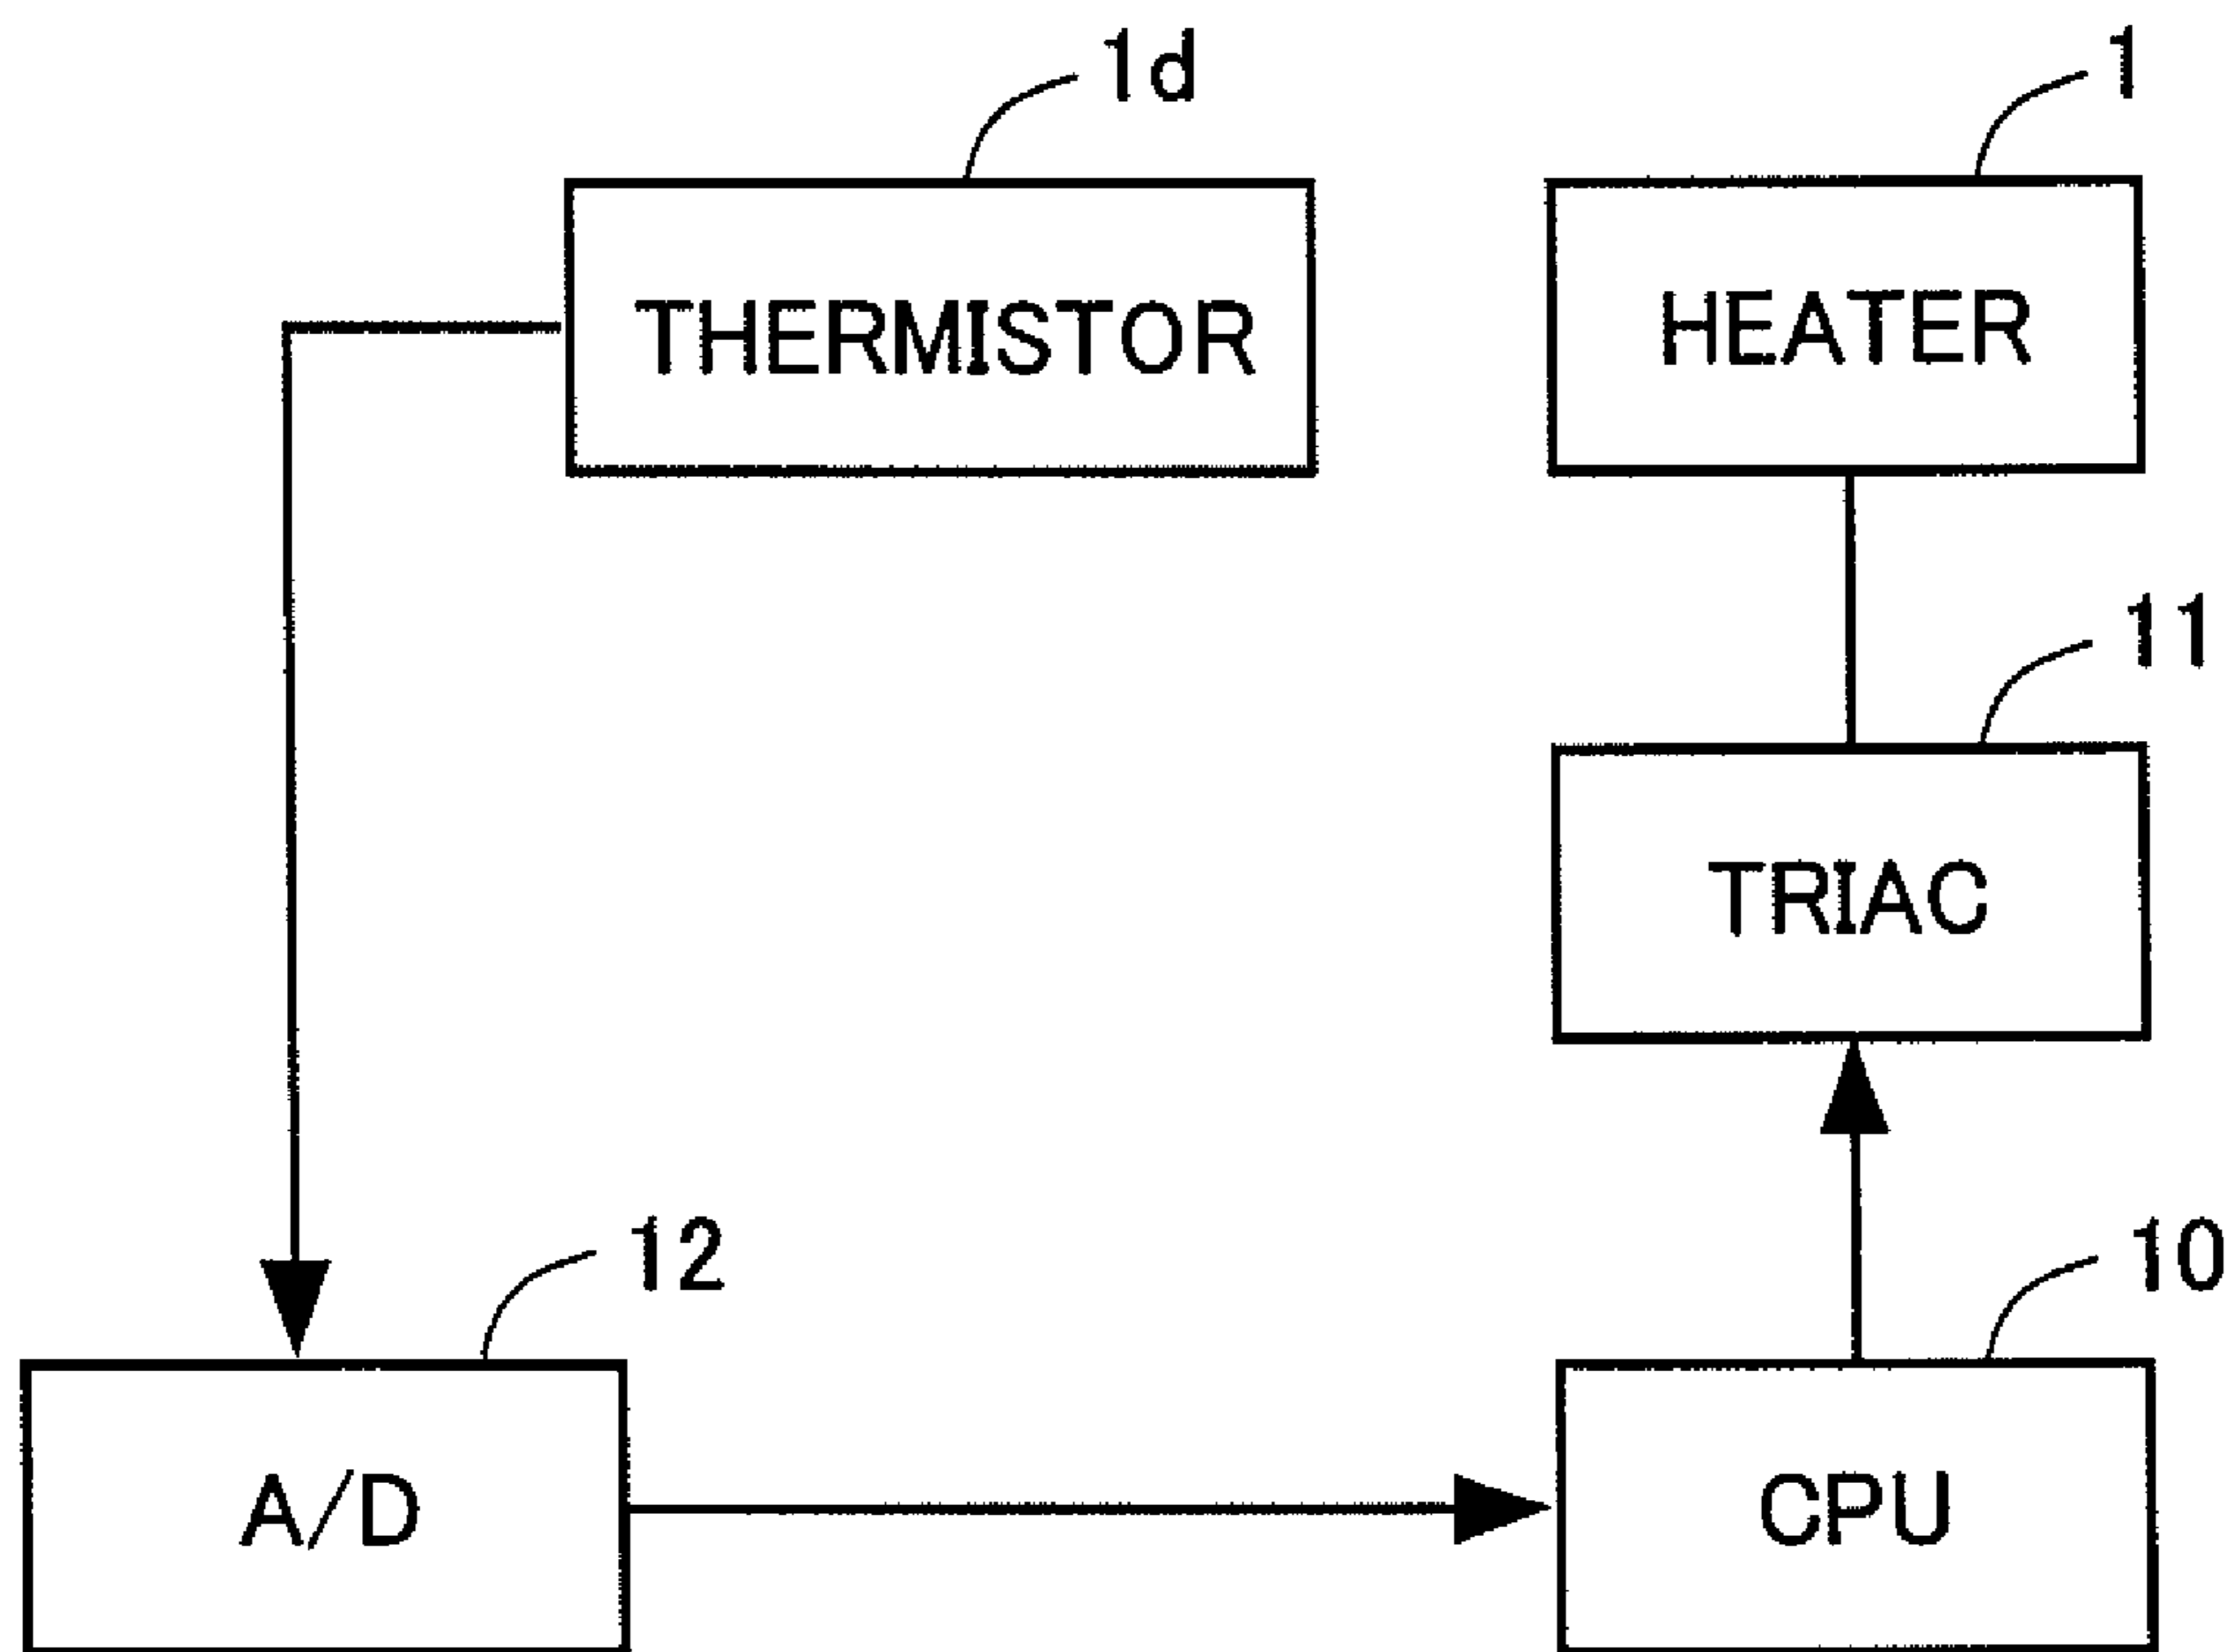 1d
1
THERMISTOR
HEATER
11
TRIAC
12
10
A/D
CPU